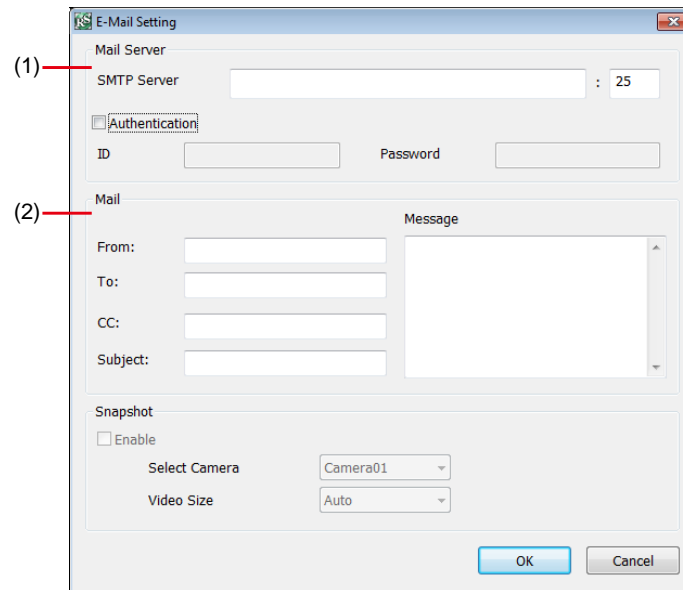 E-Mail Setting
Mail Server
(1)
SMTP Server : 25
Authentication
ID Password
(2)
Mail
Message
From:
To:
CC:
Subject:
Snapshot
Enable
Select Camera Camera01
Video Size Auto
OK Cancel